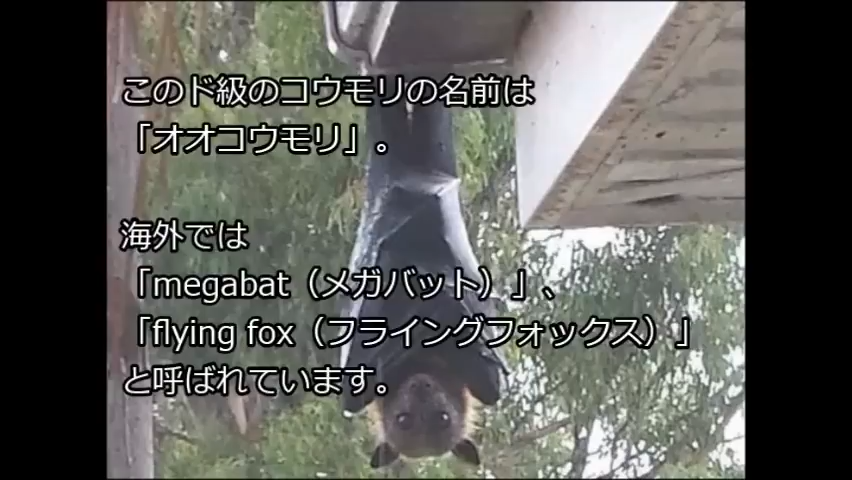 このド級のコウモリの名前は
「オオコウモリ」。
海外では
「megabat（メガバット）」、
「flying fox（フライングフォックス）」
と呼ばれています。